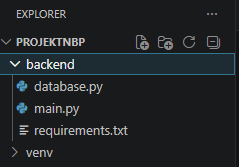 EXPLORER
PROJEKTNBP
backend
database.py
main.py
requirements.txt
venv